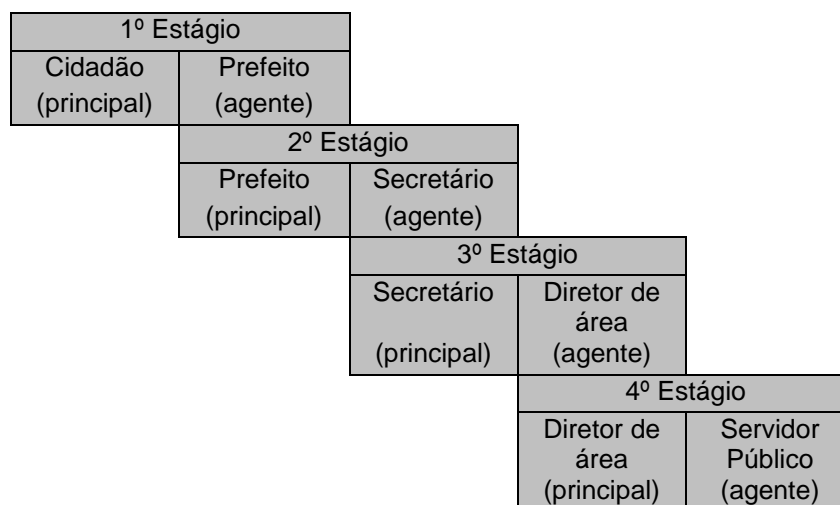 1º Estágio
Cidadão Prefeito
(principal) (agente)
2º Estágio
Prefeito Secretário
(principal) (agente)
3º Estágio
Secretário Diretor de
área
(principal) (agente)
4º Estágio
Diretor de Servidor
área Público
(principal) (agente)